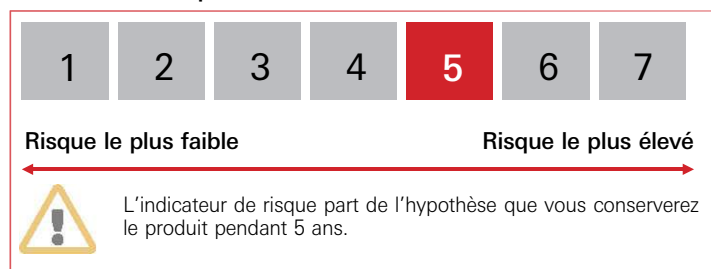 1 2 3 4 5 6 7
Risque le plus faible Risque le plus élevé
L'indicateur de risque part de l'hypothèse que vous conserverez
le produit pendant 5 ans.